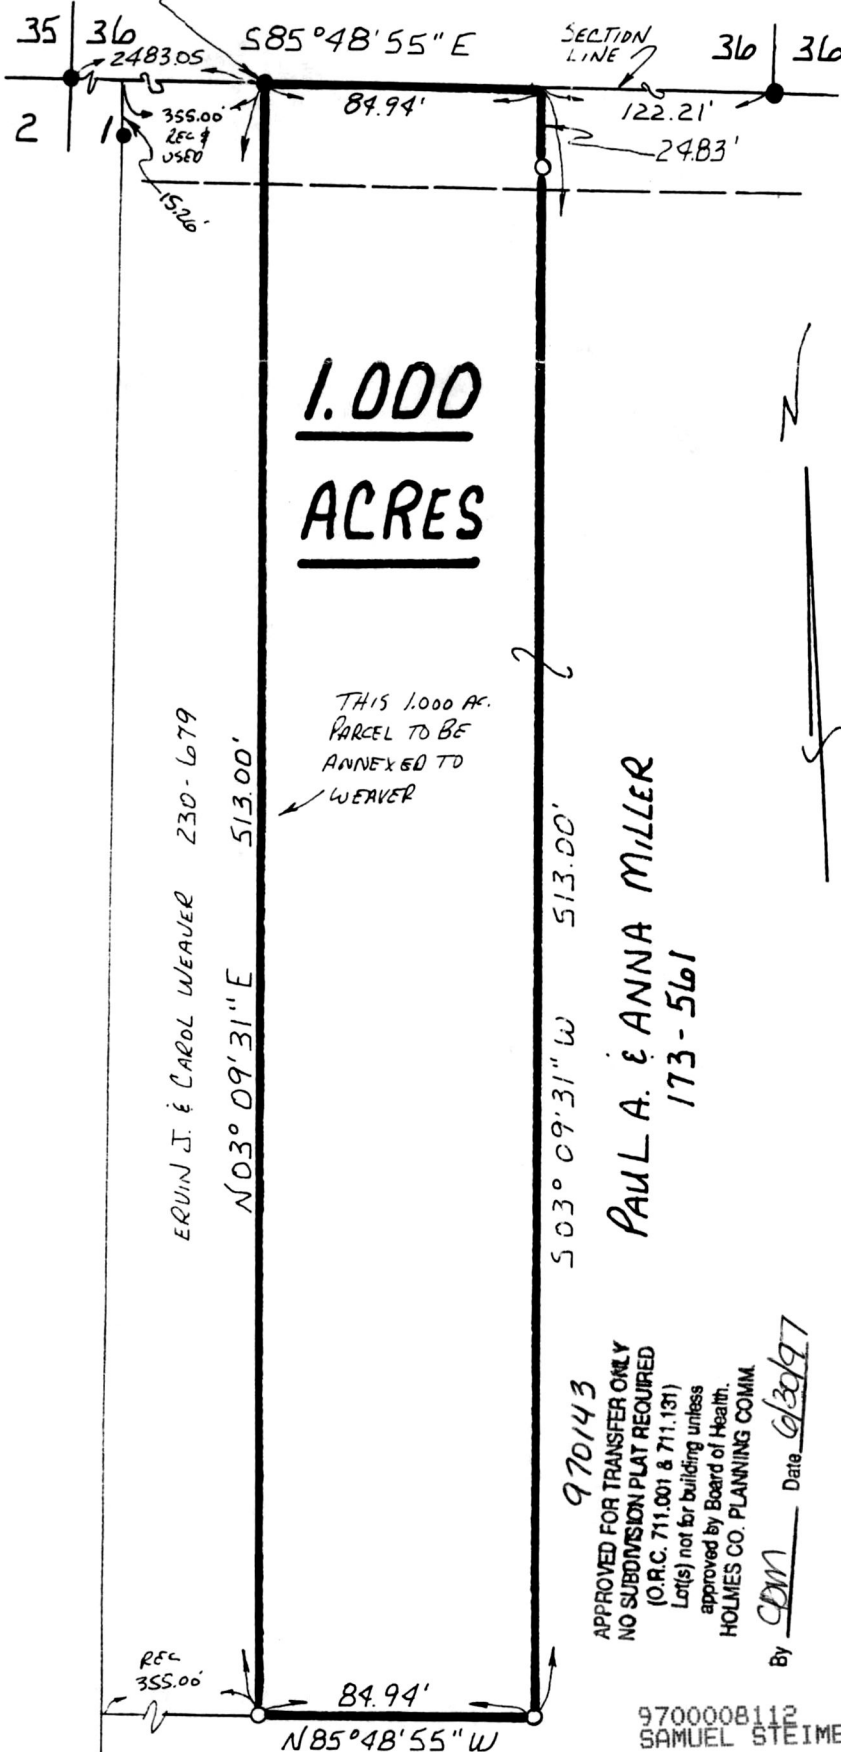 35 36
S85°48'55"E
SECTION
LINE
36 36
2483.05
84.94'
122.21'
2 1
355.00'
REC &
USED
24.83'
15.26'
1.000
ACRES
N
THIS 1.000 AC.
PARCEL TO BE
ANNEXED TO
WEAVER
ERVIN J. & CAROL WEAVER 230-679
N03° 09'31"E 513.00'
S03° 09'31"W 513.00'
PAUL A. & ANNA MILLER
173-561
970143
APPROVED FOR TRANSFER ONLY
NO SUBDIVISION PLAT REQUIRED
(O.R.C. 711.001 & 711.131)
Lot(s) not for building unless
approved by Board of Health.
HOLMES CO. PLANNING COMM.
By Date 6/30/97
REC
355.00'
84.94'
N85°48'55"W
9700008112
SAMUEL STEIME